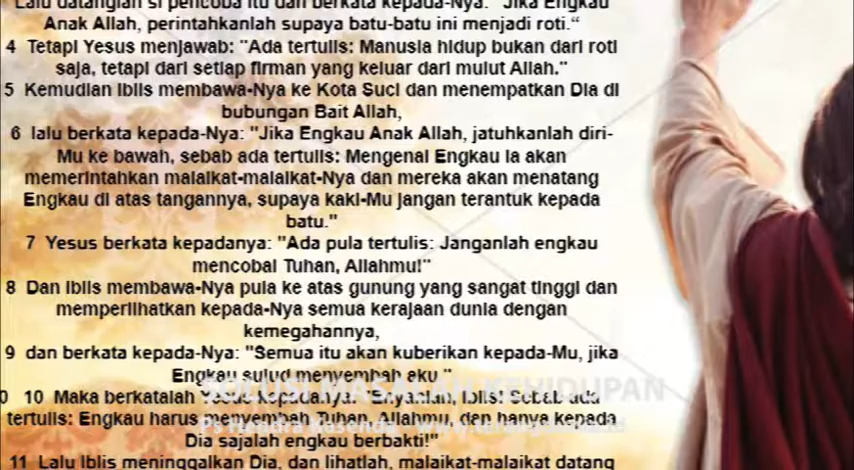 Lalu datanglah si pencoba itu dan berkata kepada-Nya: "Jika Engkau
Anak Allah, perintahkanlah supaya batu-batu ini menjadi roti."
4 Tetapi Yesus menjawab: "Ada tertulis: Manusia hidup bukan dari roti
saja, tetapi dari setiap firman yang keluar dari mulut Allah."
5 Kemudian Iblis membawa-Nya ke Kota Suci dan menempatkan Dia di
bubungan Bait Allah,
6 lalu berkata kepada-Nya: "Jika Engkau Anak Allah, jatuhkanlah diri-
Mu ke bawah, sebab ada tertulis: Mengenai Engkau Ia akan
memerintahkan malaikat-malaikat-Nya dan mereka akan menatang
Engkau di atas tangannya, supaya kaki-Mu jangan terantuk kepada
batu."
7 Yesus berkata kepadanya: "Ada pula tertulis: Janganlah engkau
mencobai Tuhan, Allahmu!"
8 Dan Iblis membawa-Nya pula ke atas gunung yang sangat tinggi dan
memperlihatkan kepada-Nya semua kerajaan dunia dengan
kemegahannya,
9 dan berkata kepada-Nya: "Semua itu akan kuberikan kepada-Mu, jika
Engkau sujud menyembah aku."
SOLUSI MASALAH KEHIDUPAN
0 10 Maka berkatalah Yesus kepadanya: "Enyahlah, Iblis! Sebab ada
tertulis: Engkau harus menyembah Tuhan, Allahmu, dan hanya kepada
Dia sajalah engkau berbakti!"
11 Lalu Iblis meninggalkan Dia, dan lihatlah, malaikat-malaikat datang